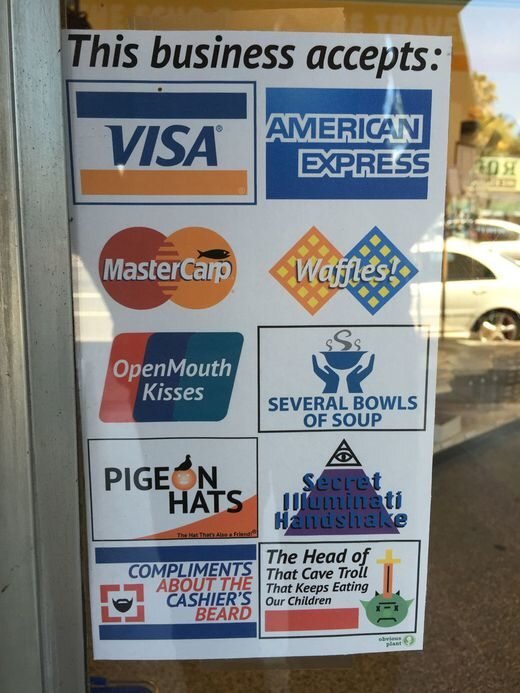 This business accepts:
VISA®
AMERICAN
EXPRESS
MasterCarp
Waffles!
OpenMouth
Kisses
SEVERAL BOWLS
OF SOUP
PIGEON
HATS
The Hat That's Also a Friend!®
Secret
Illuminati
Handshake
COMPLIMENTS
ABOUT THE
CASHIER'S
BEARD
The Head of
That Cave Troll
That Keeps Eating
Our Children
obvious
plant